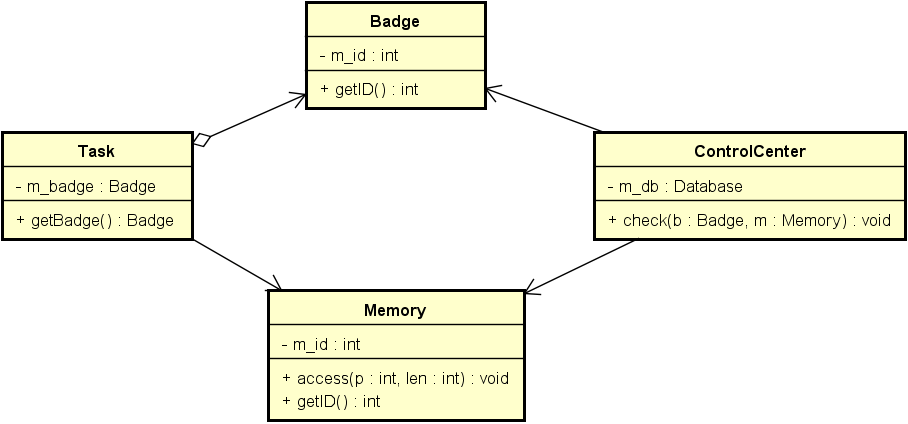 Badge
- m_id : int
+ getID() : int
Task
- m_badge : Badge
+ getBadge() : Badge
ControlCenter
- m_db : Database
+ check(b : Badge, m : Memory) : void
Memory
- m_id : int
+ access(p : int, len : int) : void
+ getID() : int